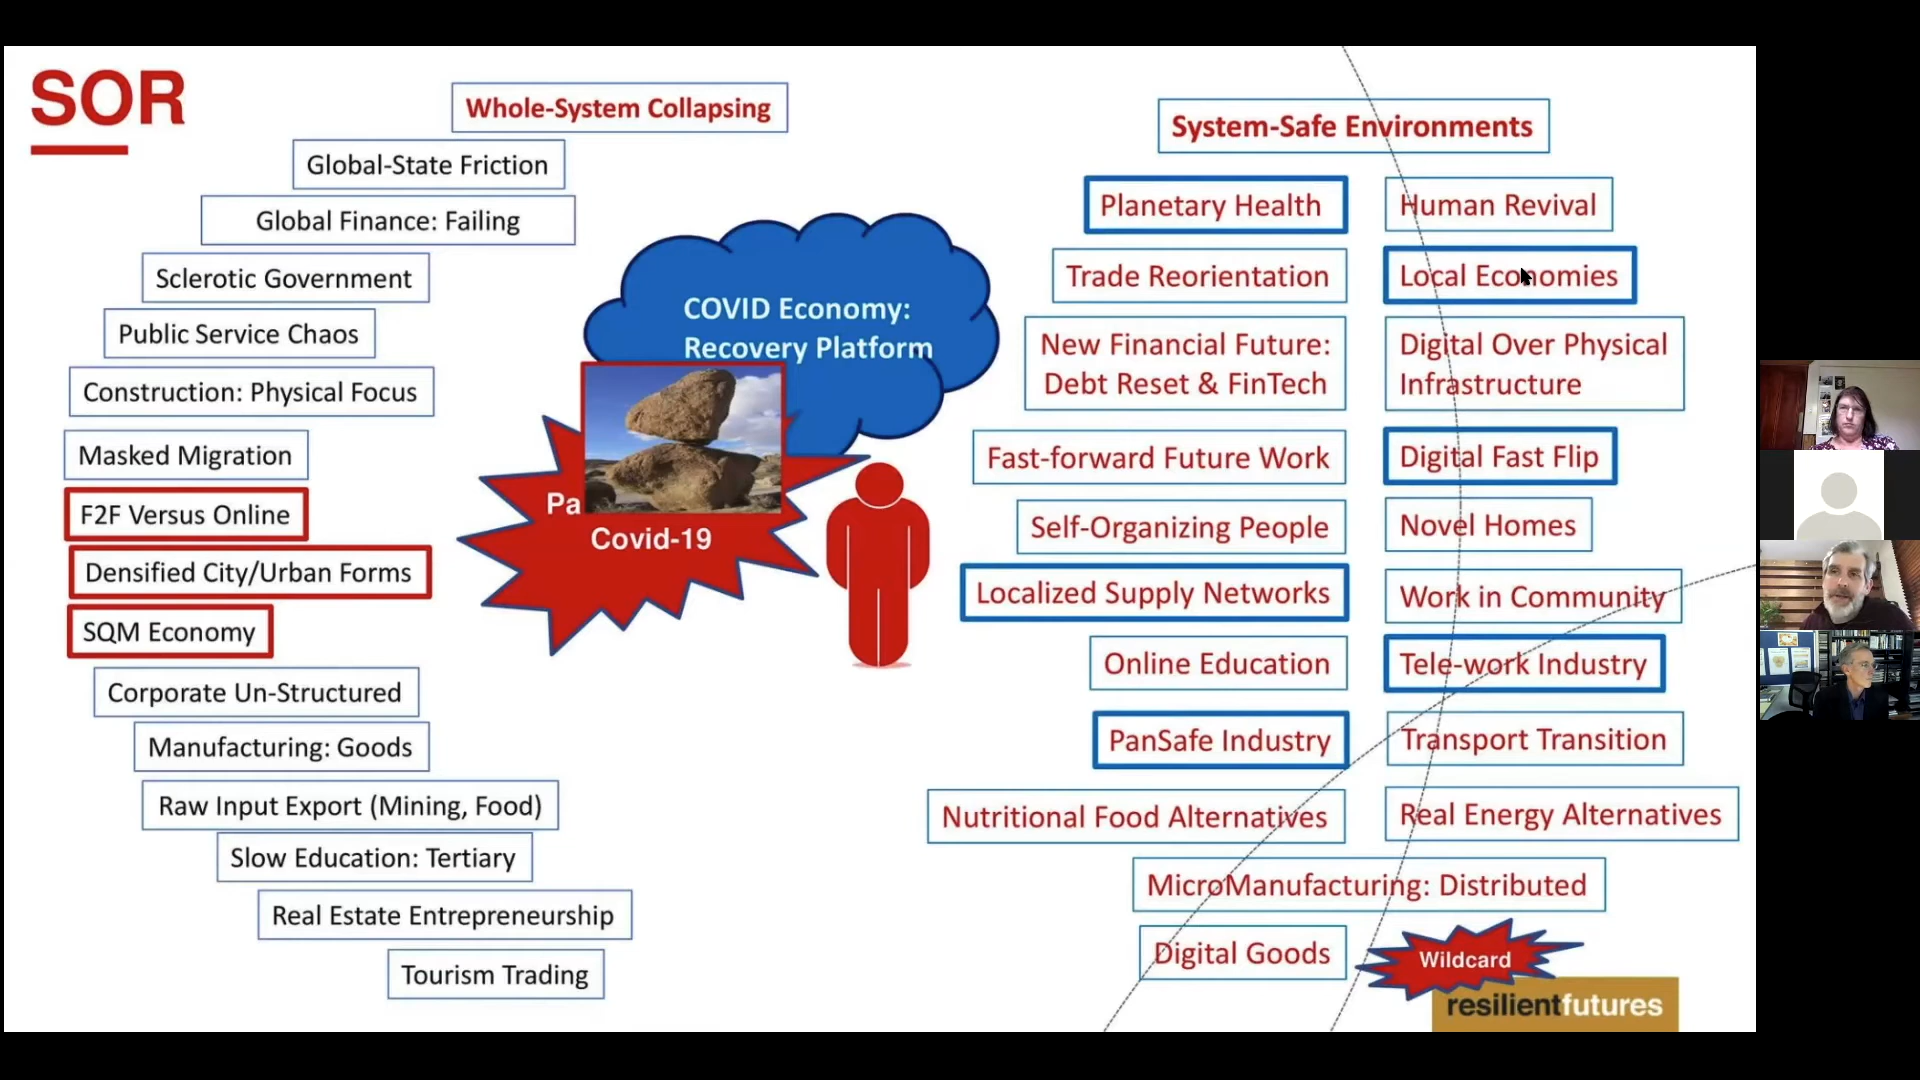 SOR
Whole-System Collapsing
Global-State Friction
Global Finance: Failing
Sclerotic Government
Public Service Chaos
Construction: Physical Focus
Masked Migration
F2F Versus Online
Densified City/Urban Forms
SQM Economy
Corporate Un-Structured
Manufacturing: Goods
Raw Input Export (Mining, Food)
Slow Education: Tertiary
Real Estate Entrepreneurship
Tourism Trading
COVID Economy:
Recovery Platform
Pa
Covid-19
System-Safe Environments
Planetary Health
Human Revival
Trade Reorientation
Local Economies
New Financial Future:
Debt Reset & FinTech
Digital Over Physical
Infrastructure
Fast-forward Future Work
Digital Fast Flip
Self-Organizing People
Novel Homes
Localized Supply Networks
Work in Community
Online Education
Tele-work Industry
PanSafe Industry
Transport Transition
Nutritional Food Alternatives
Real Energy Alternatives
MicroManufacturing: Distributed
Digital Goods
Wildcard
resilientfutures